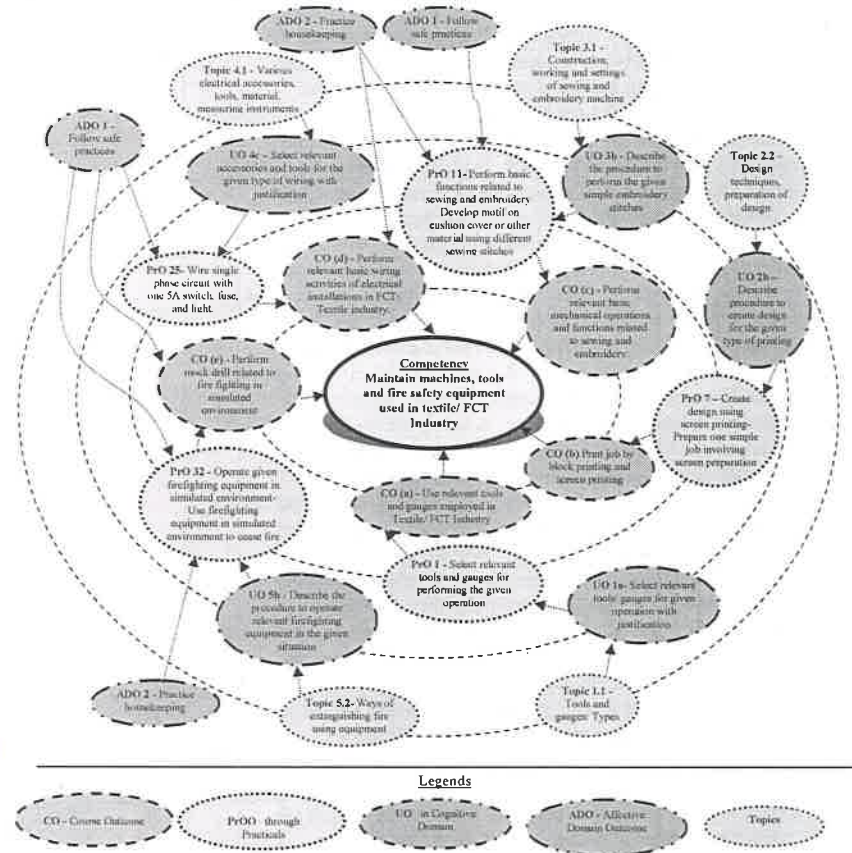 ADO 2 - Practice
housekeeping
ADO 1 - Follow
safe practices
Topic 3.1 -
Construction,
working and settings
of sewing and
embroidery machine
Topic 4.1 - Various
electrical accessories,
tools, material,
measuring instruments
ADO 1 -
Follow safe
practices
UO 4c - Select relevant
accessories and tools for the
given type of wiring with
justification
PrO 11- Perform basic
functions related to
sewing and embroidery
Develop motif on
cushion cover or other
material using different
sewing stitches
UO 3b - Describe
the procedure to
perform the given
simple embroidery
stitches
Topic 2.2 -
Design
techniques,
preparation of
design
PrO 25- Wire single
phase circuit with
one 5A switch, fuse,
and light.
CO (d) - Perform
relevant basic wiring
activities of electrical
installations in FCT-
Textile industry.
CO (c) - Perform
relevant basic
mechanical operations
and functions related
to sewing and
embroidery
UO 2b -
Describe
procedure to
create design
for the given
type of printing
CO (e) - Perform
mock drill related to
fire fighting in
simulated
environment
Competency
Maintain machines, tools
and fire safety equipment
used in textile/ FCT
Industry
PrO 7 - Create
design using
screen printing-
Prepare one simple
job involving
screen preparation
CO (b) Print job by
block printing and
screen printing
PrO 32 - Operate given
firefighting equipment in
simulated environment-
Use firefighting
equipment in simulated
environment to cease fire
CO (a) - Use relevant tools
and gauges employed in
Textile/ FCT Industry
PrO 1 - Select relevant
tools and gauges for
performing the given
operation
UO 1a- Select relevant
tools/ gauges for given
operation with
justification
UO 5b - Describe the
procedure to operate
relevant firefighting
equipment in the given
situation
ADO 2 - Practice
housekeeping
Topic 5.2- Ways of
extinguishing fire
using equipment
Topic 1.1 -
Tools and
gauges: Types
Legends
CO - Course Outcome
PrOO - through
Practicals
UO - in Cognitive
Domain
ADO - Affective
Domain Outcome
Topics